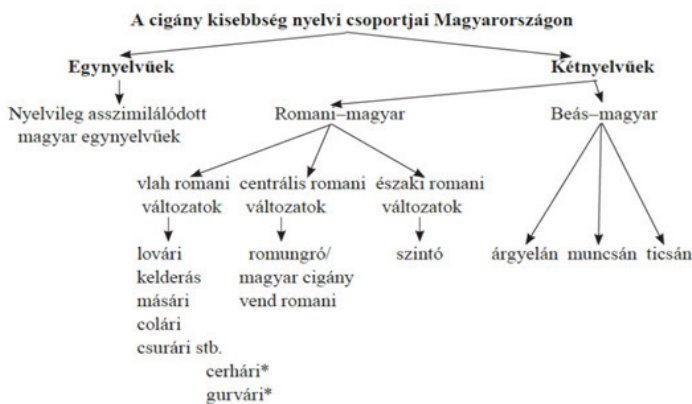 A cigány kisebbség nyelvi csoportjai Magyarországon
Egynyelvűek
Kétnyelvűek
Nyelvileg asszimilálódott
magyar egynyelvűek
Romani–magyar
Beás–magyar
vlah romani
változatok
centrális romani
változatok
északi romani
változatok
lovári
kelderás
másári
colári
csurári stb.
cerhári*
gurvári*
romungró/
magyar cigány
vend romani
szintó
árgyelán
muncsán
ticsán